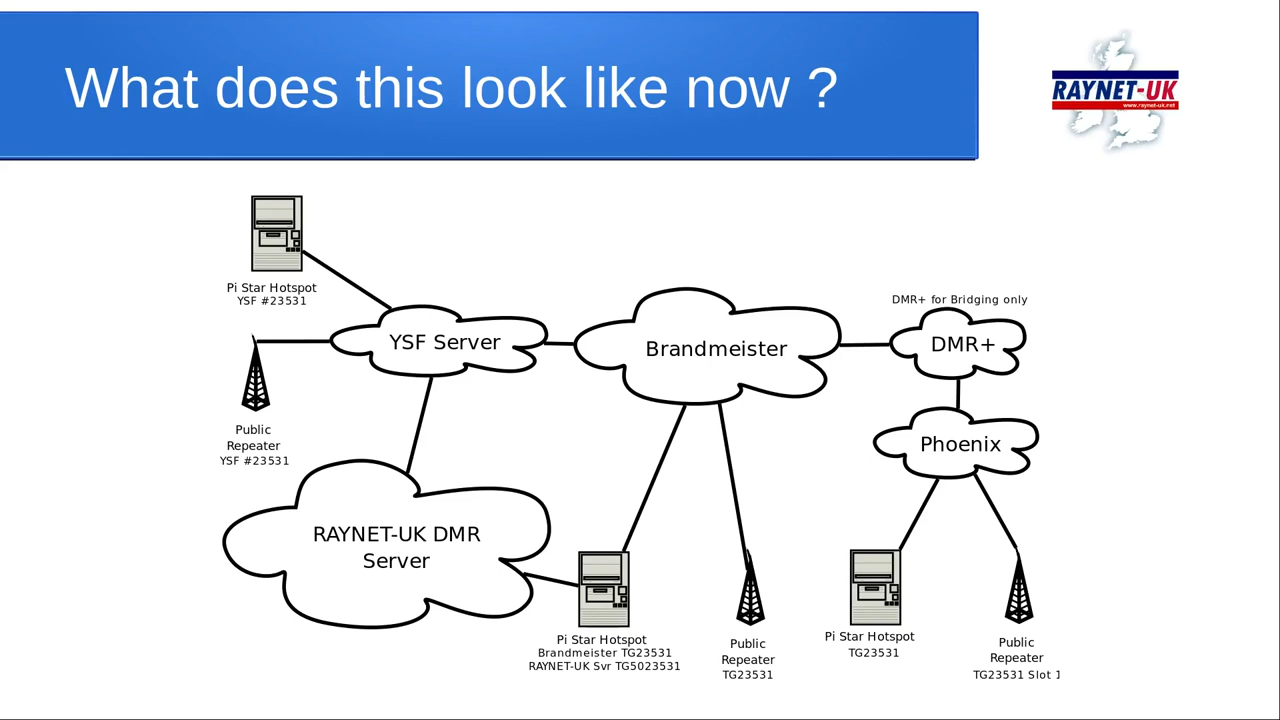 What does this look like now ?
RAYNET-UK
www.raynet-uk.net
Pi Star Hotspot
YSF #23531
DMR+ for Bridging only
YSF Server
Brandmeister
DMR+
Public
Repeater
YSF #23531
Phoenix
RAYNET-UK DMR
Server
Pi Star Hotspot
Brandmeister TG23531
RAYNET-UK Svr TG5023531
Public
Repeater
TG23531
Pi Star Hotspot
TG23531
Public
Repeater
TG23531 Slot 1